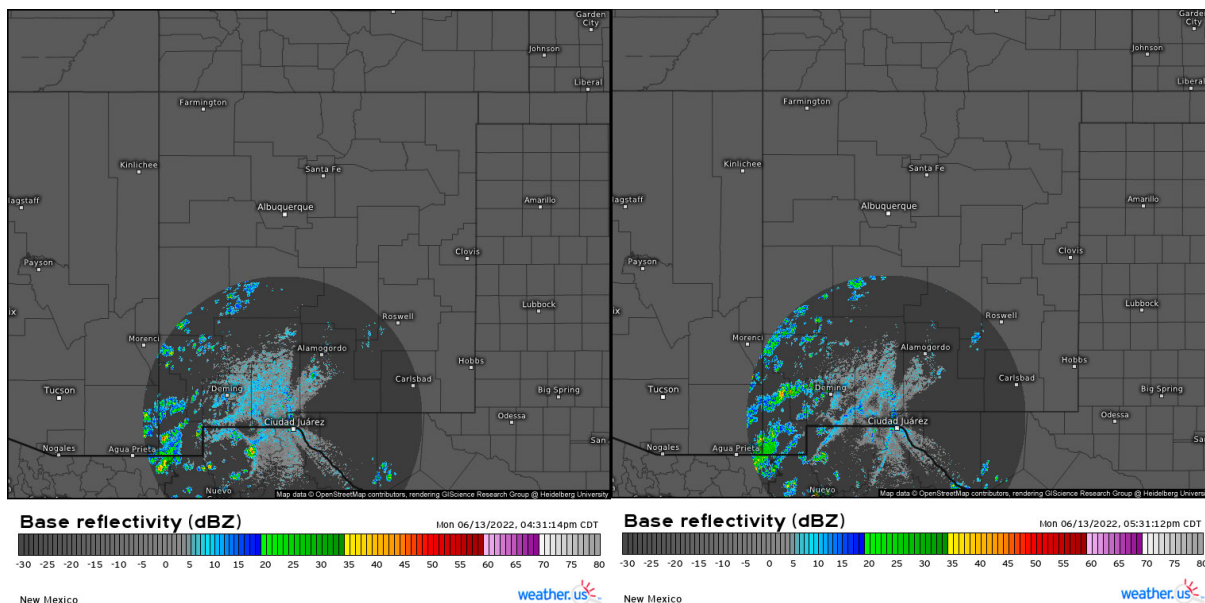 Garden
City
Johnson
Liberal
Farmington
Kinlichee
Santa Fe
lagstaff
Albuquerque
Amarillo
Payson
Clovis
ix
Lubbock
Roswell
Morenci
Alamogordo
Hobbs
Tucson
Deming
Carlsbad
Big Spring
Odessa
Ciudad Juárez
Nogales
Agua Prieta
San
Nuevo
Map data © OpenStreetMap contributors, rendering GIScience Research Group @ Heidelberg University
Base reflectivity (dBZ)
Mon 06/13/2022, 04:31:14pm CDT
-30 -25 -20 -15 -10 -5 0 5 10 15 20 25 30 35 40 45 50 55 60 65 70 75 80
New Mexico
weather.us
Garden
City
Johnson
Liberal
Farmington
Kinlichee
Santa Fe
lagstaff
Albuquerque
Amarillo
Payson
Clovis
ix
Lubbock
Roswell
Morenci
Alamogordo
Hobbs
Tucson
Deming
Carlsbad
Big Spring
Odessa
Ciudad Juárez
Nogales
Agua Prieta
San
Nuevo
Map data © OpenStreetMap contributors, rendering GIScience Research Group @ Heidelberg University
Base reflectivity (dBZ)
Mon 06/13/2022, 05:31:12pm CDT
-30 -25 -20 -15 -10 -5 0 5 10 15 20 25 30 35 40 45 50 55 60 65 70 75 80
New Mexico
weather.us